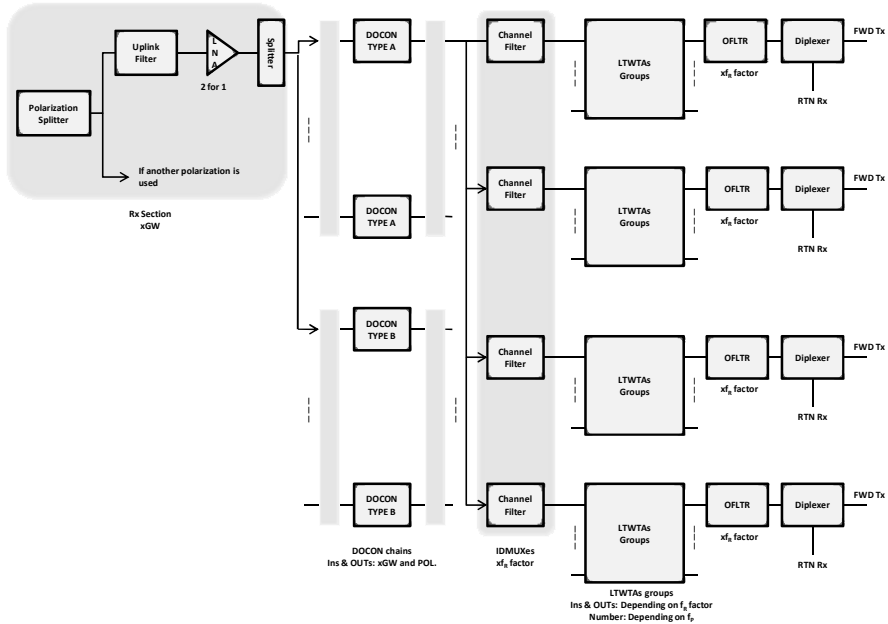 Polarization
Splitter
Uplink
Filter
L
N
A
2 for 1
Splitter
If another polarization is
used
Rx Section
xGW
DOCON
TYPE A
DOCON
TYPE A
DOCON
TYPE B
DOCON
TYPE B
DOCON chains
Ins & OUTs: xGW and POL.
Channel
Filter
Channel
Filter
Channel
Filter
Channel
Filter
IDMUXes
xfR factor
LTWTAs
Groups
LTWTAs
Groups
LTWTAs
Groups
LTWTAs
Groups
LTWTAs groups
Ins & OUTs: Depending on fR factor
Number: Depending on fP
OFLTR
xfR factor
Diplexer
FWD Tx
RTN Rx
OFLTR
xfR factor
Diplexer
FWD Tx
RTN Rx
OFLTR
xfR factor
Diplexer
FWD Tx
RTN Rx
OFLTR
xfR factor
Diplexer
FWD Tx
RTN Rx